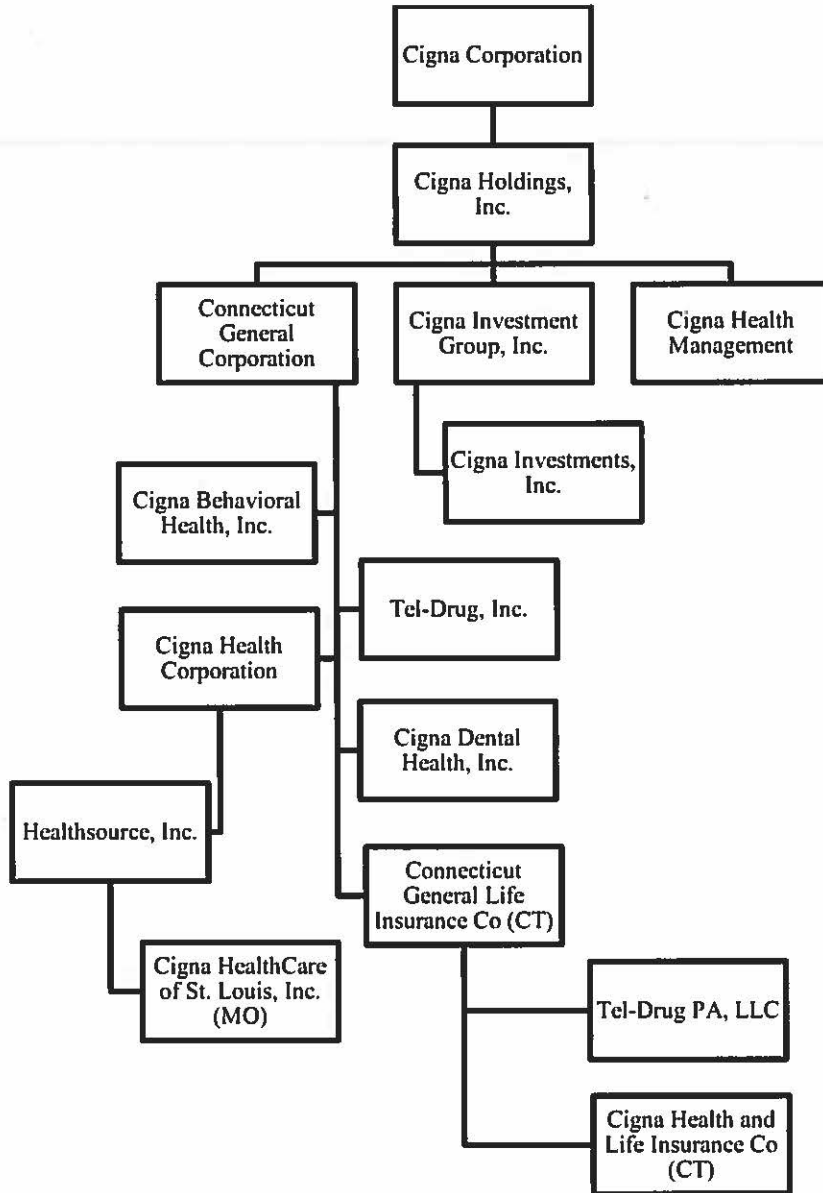 Cigna Corporation
Cigna Holdings,
Inc.
Connecticut
General
Corporation
Cigna Investment
Group, Inc.
Cigna Health
Management
Cigna Investments,
Inc.
Cigna Behavioral
Health, Inc.
Tel-Drug, Inc.
Cigna Health
Corporation
Cigna Dental
Health, Inc.
Healthsource, Inc.
Connecticut
General Life
Insurance Co (CT)
Cigna HealthCare
of St. Louis, Inc.
(MO)
Tel-Drug PA, LLC
Cigna Health and
Life Insurance Co
(CT)